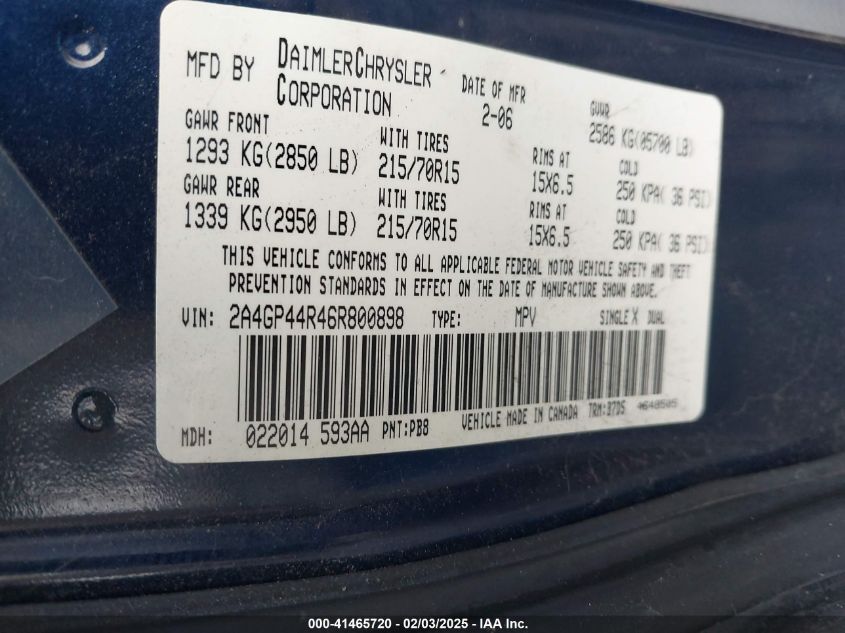 MFD BY DAIMLERCHRYSLER CORPORATION
DATE OF MFR 2-06
GVWR 2586 KG(05700 LB)
GAWR FRONT WITH TIRES RIMS AT COLD
1293 KG(2850 LB) 215/70R15 15X6.5 250 KPA( 36 PSI)
GAWR REAR WITH TIRES RIMS AT COLD
1339 KG(2950 LB) 215/70R15 15X6.5 250 KPA( 36 PSI)
THIS VEHICLE CONFORMS TO ALL APPLICABLE FEDERAL MOTOR VEHICLE SAFETY AND THEFT
PREVENTION STANDARDS IN EFFECT ON THE DATE OF MANUFACTURE SHOWN ABOVE.
VIN: 2A4GP44R46R800898 TYPE: MPV SINGLE X DUAL
MDH: 022014 593AA PNT:PB8 VEHICLE MADE IN CANADA TRM:B7D5 4648505
000-41465720 - 02/03/2025 - IAA Inc.